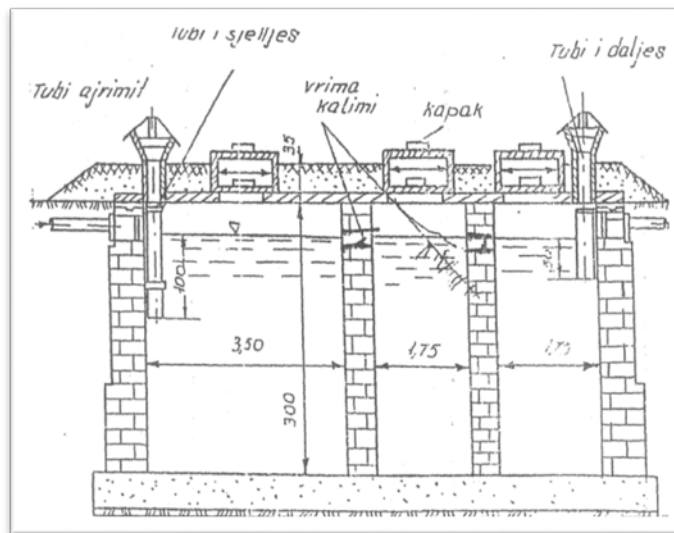 Tubi i sjelljes
Tubi i daljes
Tubi ajrimit
vrima
kalimi
kapak
35
100
3,50
1,75
300